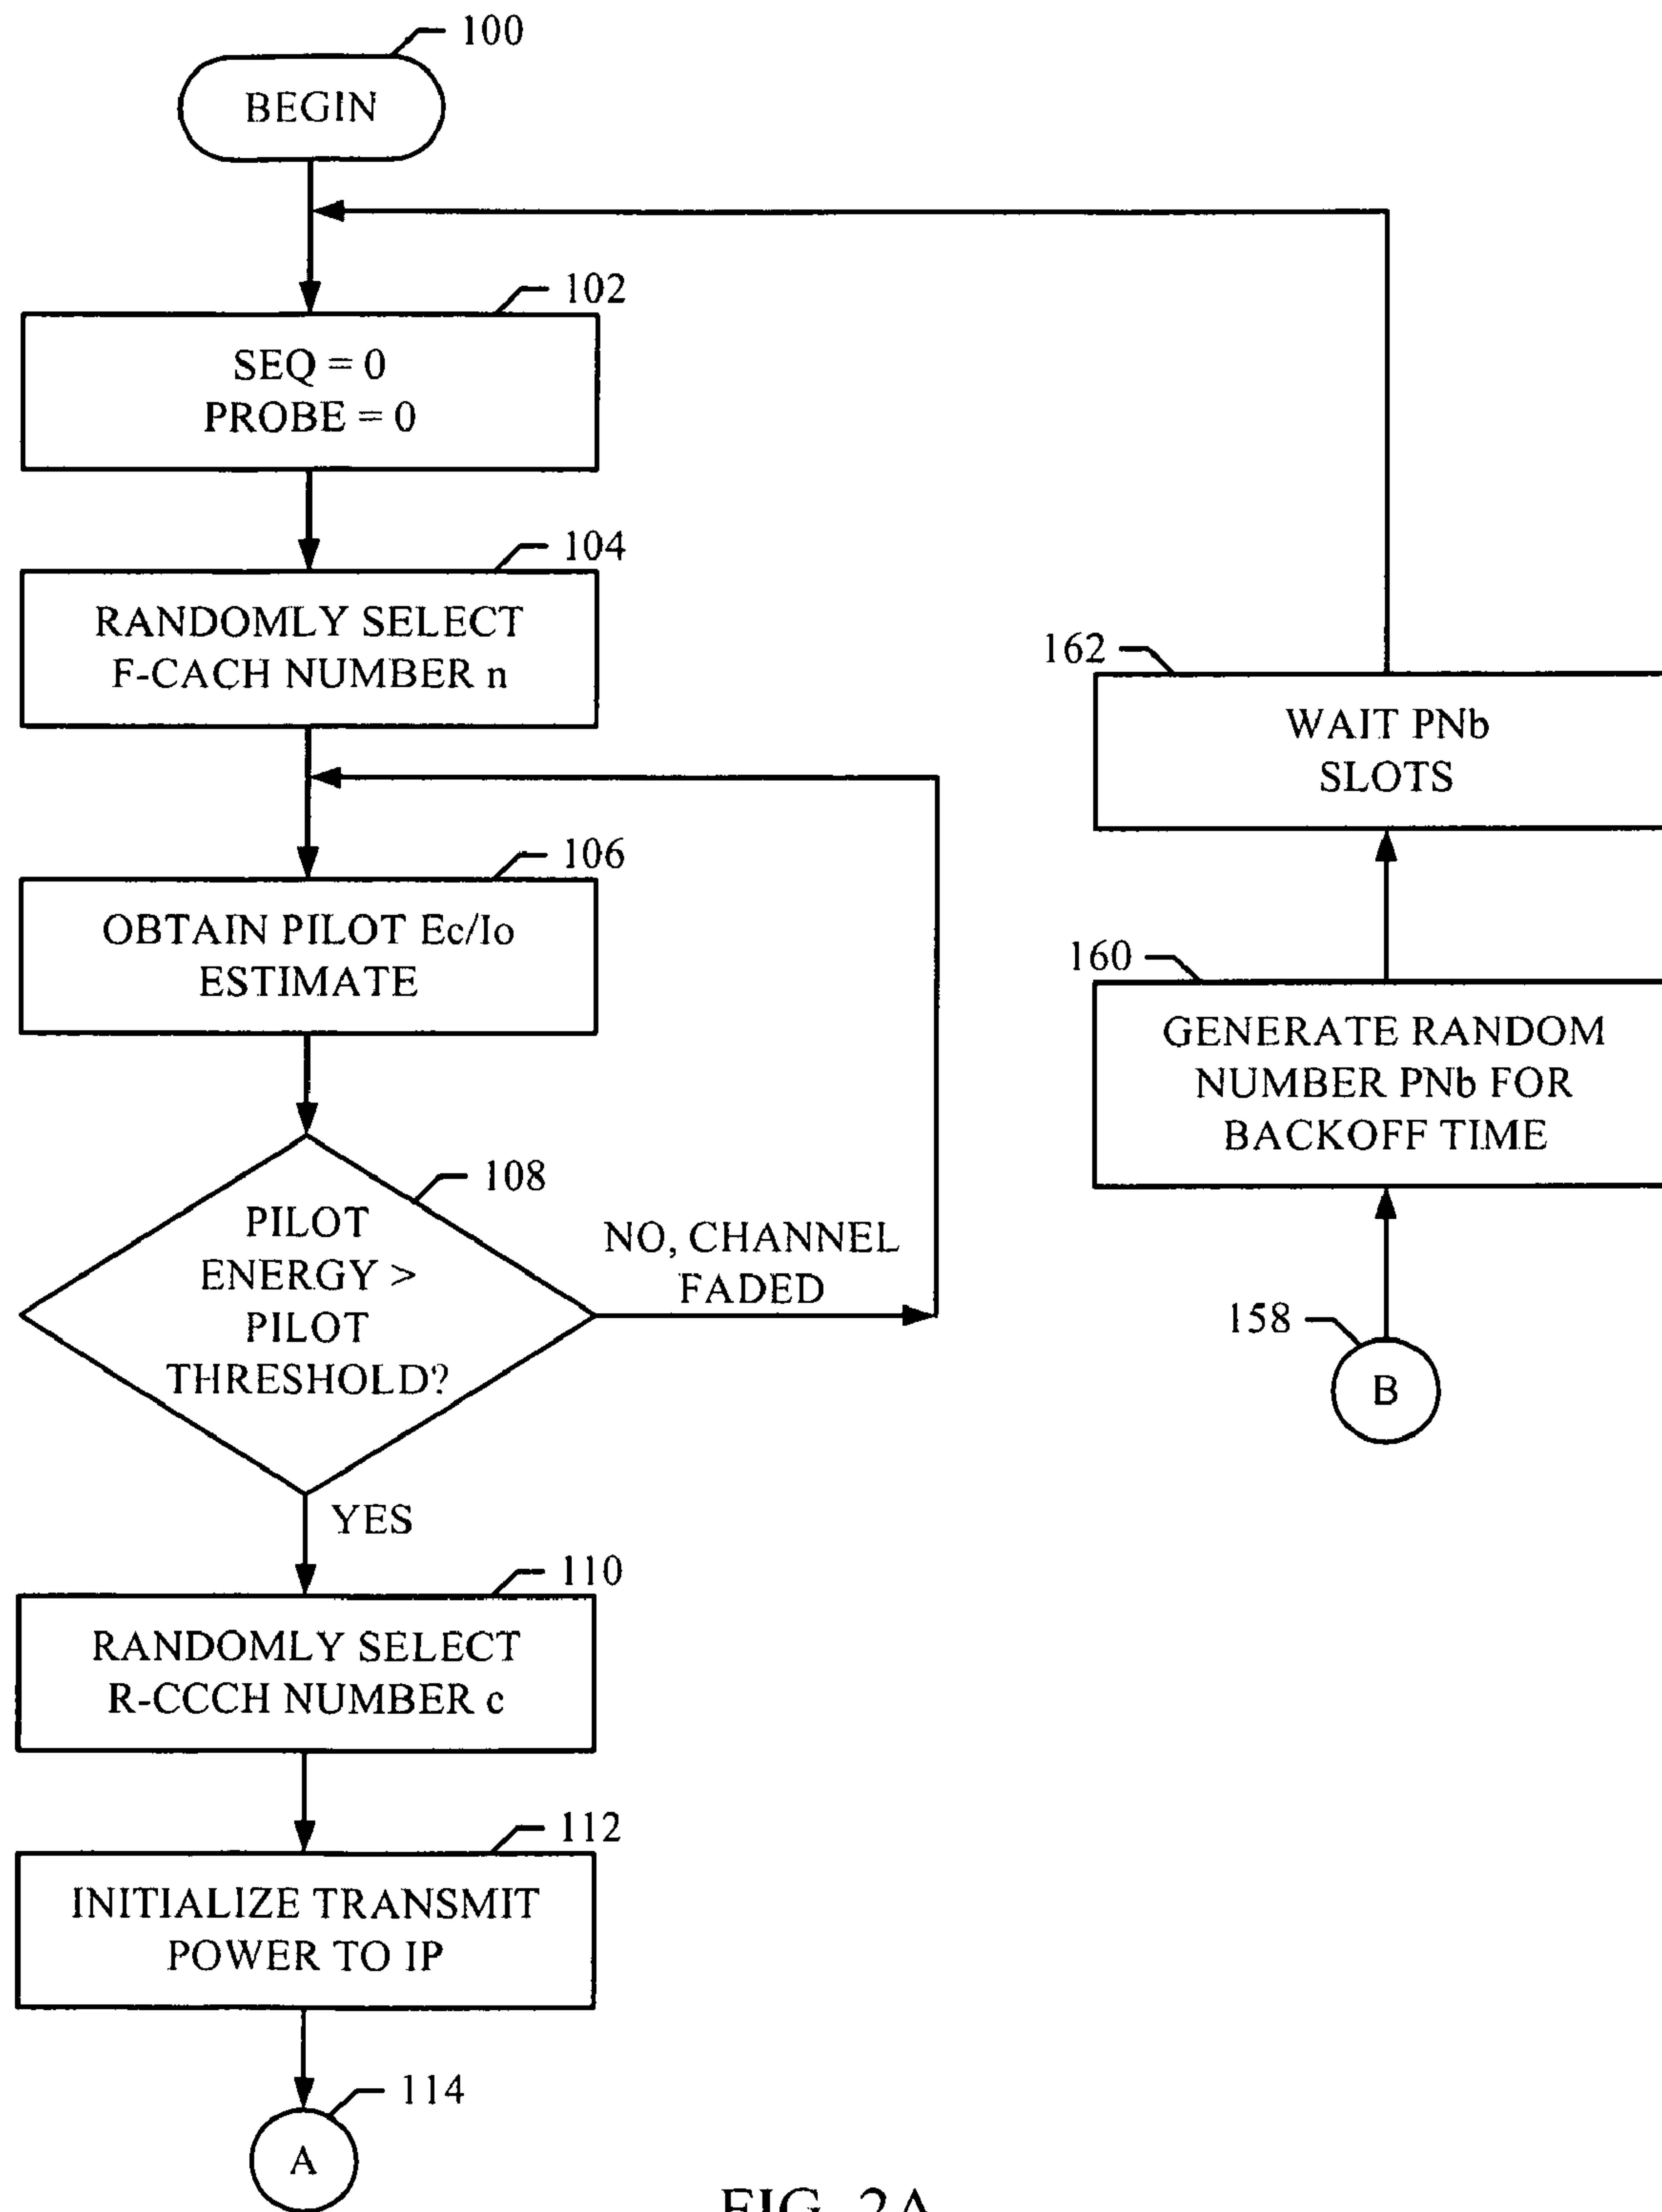 100
BEGIN
102
SEQ = 0
PROBE = 0
104
RANDOMLY SELECT
F-CACH NUMBER n
106
OBTAIN PILOT Ec/Io
ESTIMATE
108
PILOT
ENERGY >
PILOT
THRESHOLD?
NO, CHANNEL
FADED
YES
110
RANDOMLY SELECT
R-CCCH NUMBER c
112
INITIALIZE TRANSMIT
POWER TO IP
114
A
162
WAIT PNb
SLOTS
160
GENERATE RANDOM
NUMBER PNb FOR
BACKOFF TIME
158
B
FIG. 2A